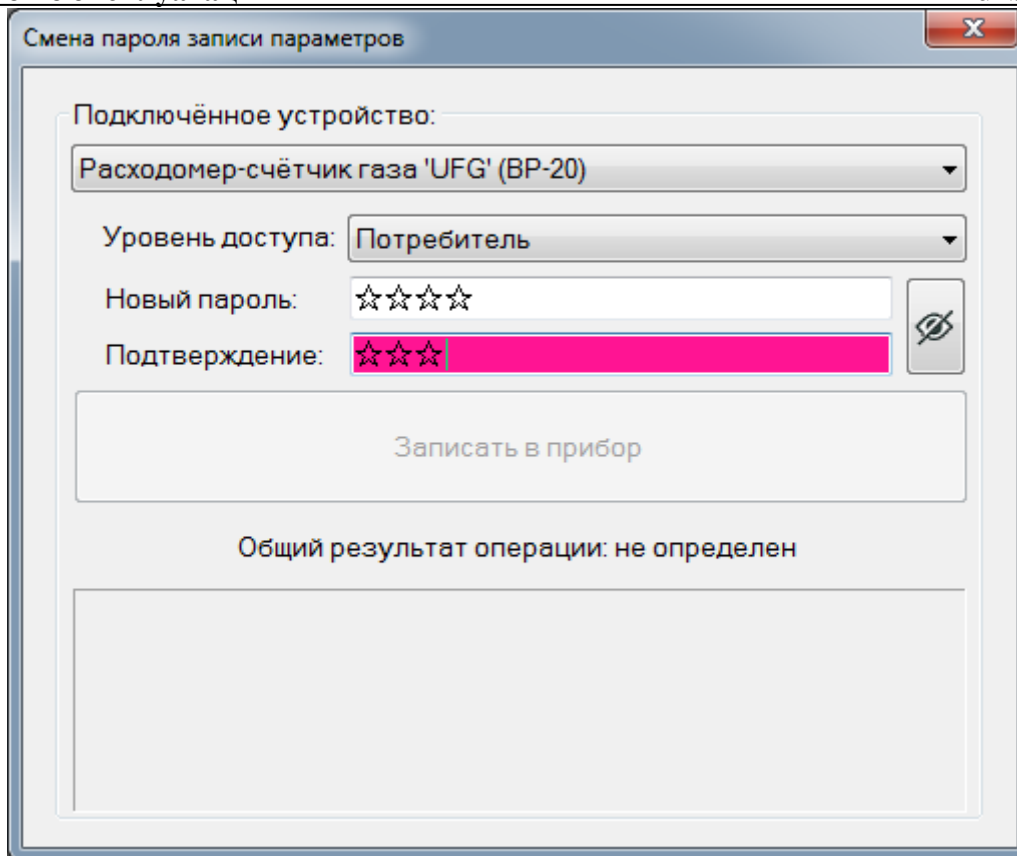 Смена пароля записи параметров
Подключённое устройство:
Расходомер-счётчик газа 'UFG' (ВР-20)
Уровень доступа: Потребитель
Новый пароль: ☆☆☆☆
Подтверждение: ☆☆☆
Записать в прибор
Общий результат операции: не определен